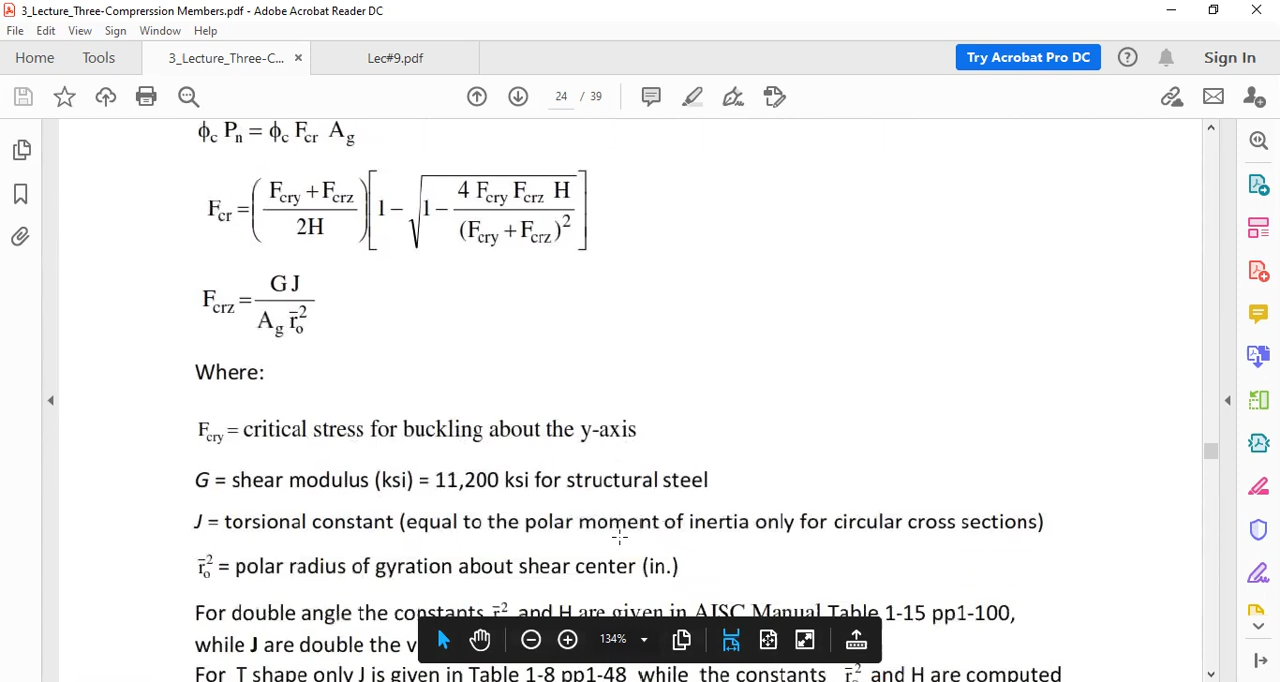 3_Lecture_Three-Comprerssion Members.pdf - Adobe Acrobat Reader DC
File Edit View Sign Window Help
Home Tools 3_Lecture_Three-C... × Lec#9.pdf Try Acrobat Pro DC Sign In
24 / 39
ϕc Pn = ϕc Fcr Ag
Fcr = ( (Fcry + Fcrz) / 2H ) [ 1 − √( 1 − 4 Fcry Fcrz H / (Fcry + Fcrz)² ) ]
Fcrz = G J / Ag r̄o²
Where:
Fcry = critical stress for buckling about the y-axis
G = shear modulus (ksi) = 11,200 ksi for structural steel
J = torsional constant (equal to the polar moment of inertia only for circular cross sections)
r̄o² = polar radius of gyration about shear center (in.)
For double angle the constants r̄o² and H are given in AISC Manual Table 1-15 pp1-100,
while J are double the v
134%
For T shape only J is given in Table 1-8 pp1-48 while the constants r̄o² and H are computed